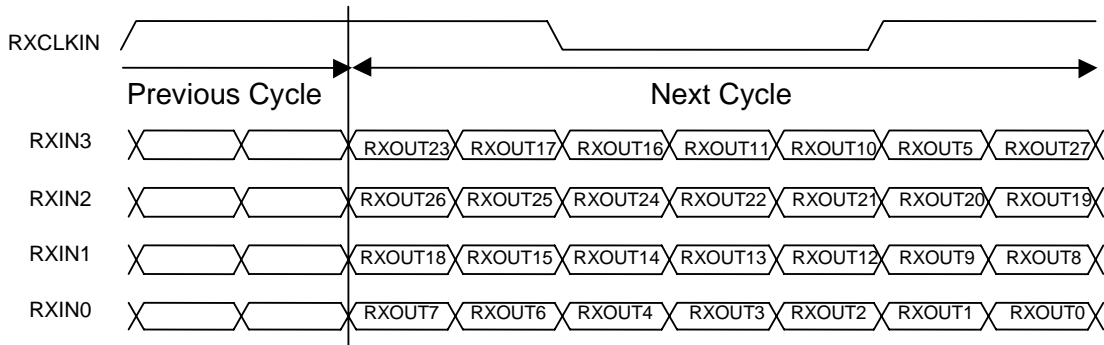 RXCLKIN
Previous Cycle Next Cycle
RXIN3 RXOUT23 RXOUT17 RXOUT16 RXOUT11 RXOUT10 RXOUT5 RXOUT27
RXIN2 RXOUT26 RXOUT25 RXOUT24 RXOUT22 RXOUT21 RXOUT20 RXOUT19
RXIN1 RXOUT18 RXOUT15 RXOUT14 RXOUT13 RXOUT12 RXOUT9 RXOUT8
RXIN0 RXOUT7 RXOUT6 RXOUT4 RXOUT3 RXOUT2 RXOUT1 RXOUT0